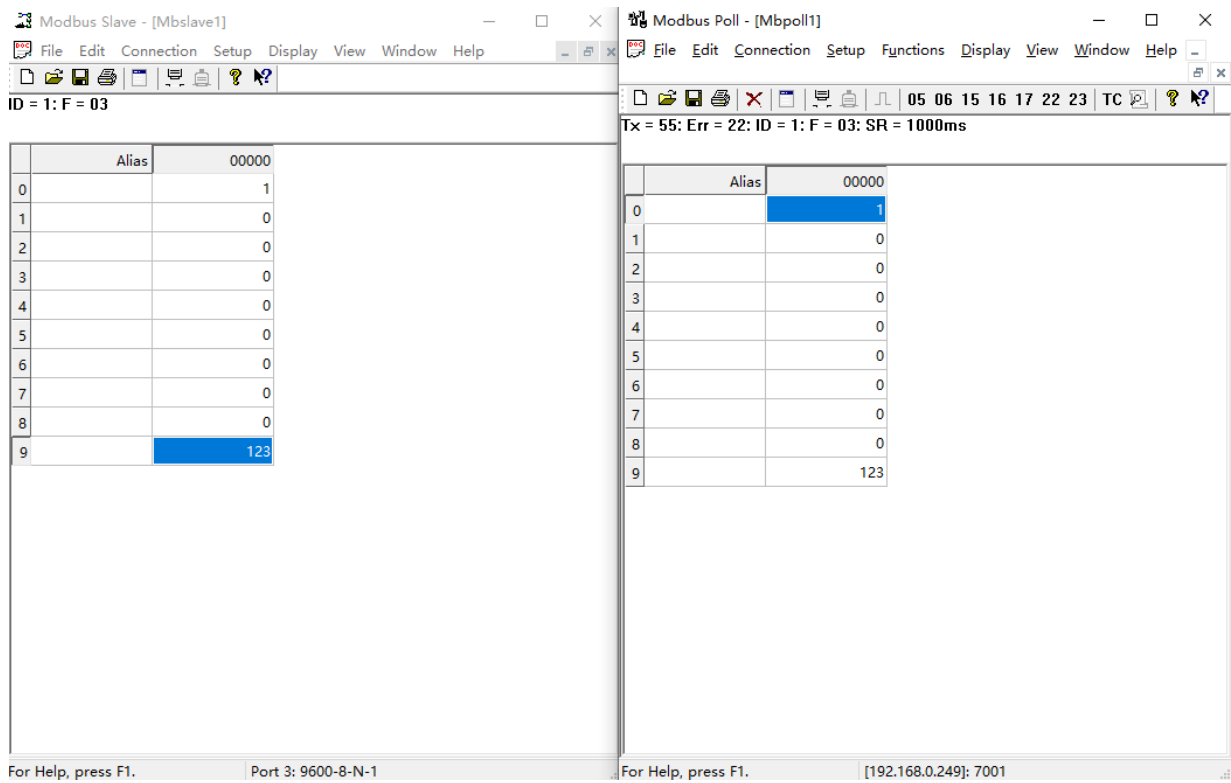 Modbus Slave - [Mbslave1]
File Edit Connection Setup Display View Window Help
ID = 1: F = 03
Alias 00000
0 1
1 0
2 0
3 0
4 0
5 0
6 0
7 0
8 0
9 123
For Help, press F1. Port 3: 9600-8-N-1
Modbus Poll - [Mbpoll1]
File Edit Connection Setup Functions Display View Window Help
05 06 15 16 17 22 23 TC
Tx = 55: Err = 22: ID = 1: F = 03: SR = 1000ms
Alias 00000
0 1
1 0
2 0
3 0
4 0
5 0
6 0
7 0
8 0
9 123
For Help, press F1. [192.168.0.249]: 7001